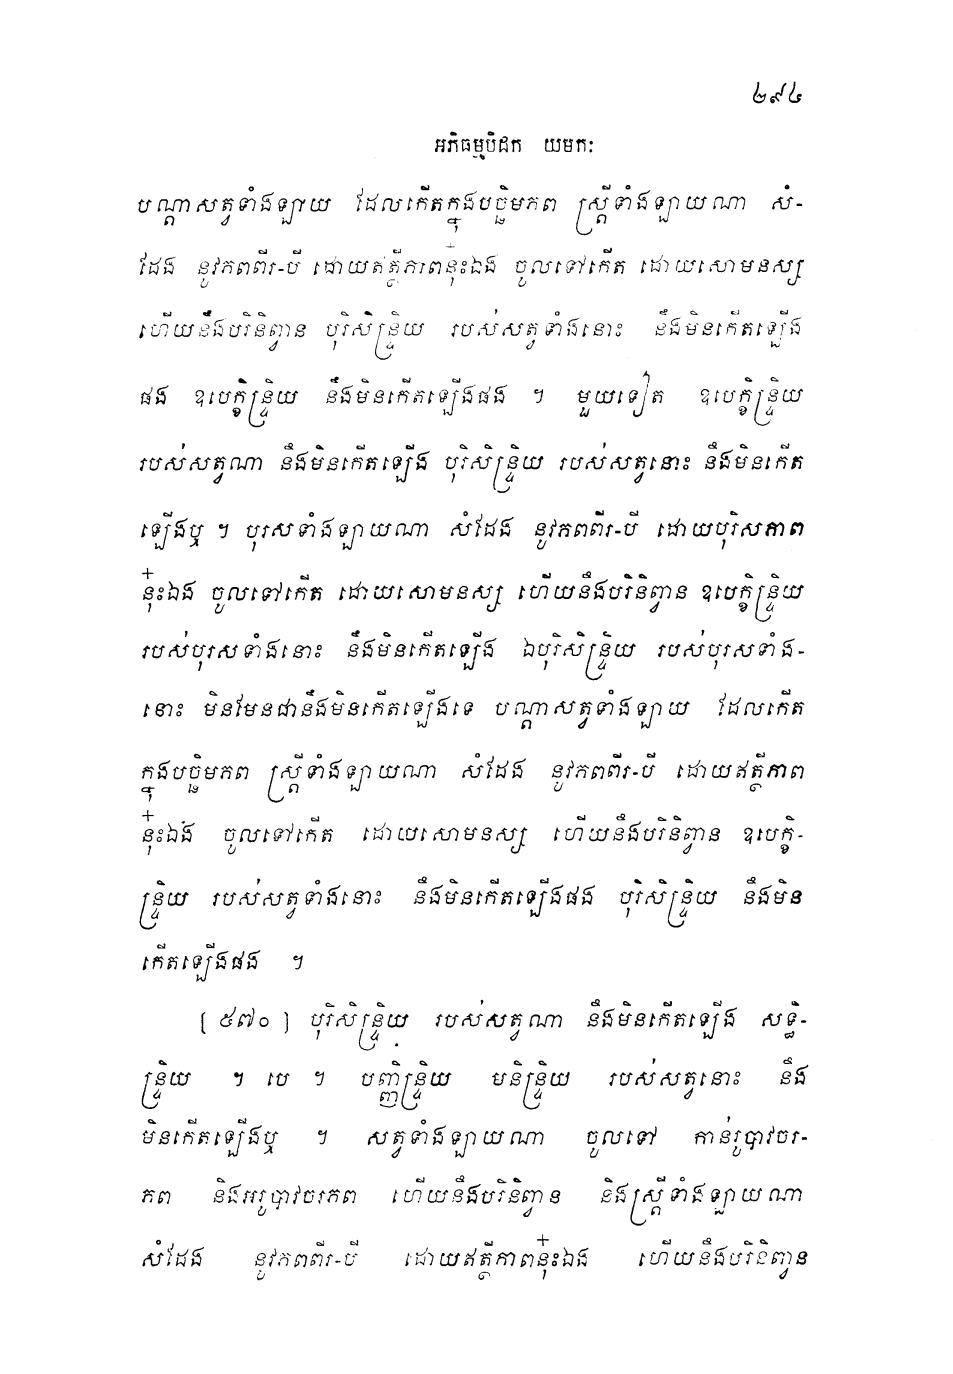 ២៩៤
អភិធម្មបិដក យមកៈ
បណ្ដាសត្វទាំងឡាយ ដែលកើតក្នុងបច្ឆិមភព ស្ត្រីទាំងឡាយណា សំ-
ដែង នូវភពពីរ-បី ដោយឥត្ថីភាពនុ៎ះឯង ចូលទៅកើត ដោយសោមនស្ស
ហើយនឹងបរិនិព្វាន បុរិសិន្ទ្រិយ របស់សត្វទាំងនោះ នឹងមិនកើតឡើង
ផង ឧបេក្ខិន្ទ្រិយ នឹងមិនកើតឡើងផង ។ មួយទៀត ឧបេក្ខិន្ទ្រិយ
របស់សត្វណា នឹងមិនកើតឡើង បុរិសិន្ទ្រិយ របស់សត្វនោះ នឹងមិនកើត
ឡើងឬ ។ បុរសទាំងឡាយណា សំដែង នូវភពពីរ-បី ដោយបុរិសភាព
នុ៎ះឯង ចូលទៅកើត ដោយសោមនស្ស ហើយនឹងបរិនិព្វាន ឧបេក្ខិន្ទ្រិយ
របស់បុរសទាំងនោះ នឹងមិនកើតឡើង ឯបុរិសិន្ទ្រិយ របស់បុរសទាំង-
នោះ មិនមែនជានឹងមិនកើតឡើងទេ បណ្ដាសត្វទាំងឡាយ ដែលកើត
ក្នុងបច្ឆិមភព ស្ត្រីទាំងឡាយណា សំដែង នូវភពពីរ-បី ដោយឥត្ថីភាព
នុ៎ះឯង ចូលទៅកើត ដោយសោមនស្ស ហើយនឹងបរិនិព្វាន ឧបេក្ខិ-
ន្ទ្រិយ របស់សត្វទាំងនោះ នឹងមិនកើតឡើងផង បុរិសិន្ទ្រិយ នឹងមិន
កើតឡើងផង ។
[ ៥៧០ ] បុរិសិន្ទ្រិយ របស់សត្វណា នឹងមិនកើតឡើង សទ្ធិ-
ន្ទ្រិយ ។ បេ ។ បញ្ញិន្ទ្រិយ មនិន្ទ្រិយ របស់សត្វនោះ នឹង
មិនកើតឡើងឬ ។ សត្វទាំងឡាយណា ចូលទៅ កាន់រូបាវចរ-
ភព និងអរូបាវចរភព ហើយនឹងបរិនិព្វាន និងស្ត្រីទាំងឡាយណា
សំដែង នូវភពពីរ-បី ដោយឥត្ថីភាពនុ៎ះឯង ហើយនឹងបរិនិព្វាន